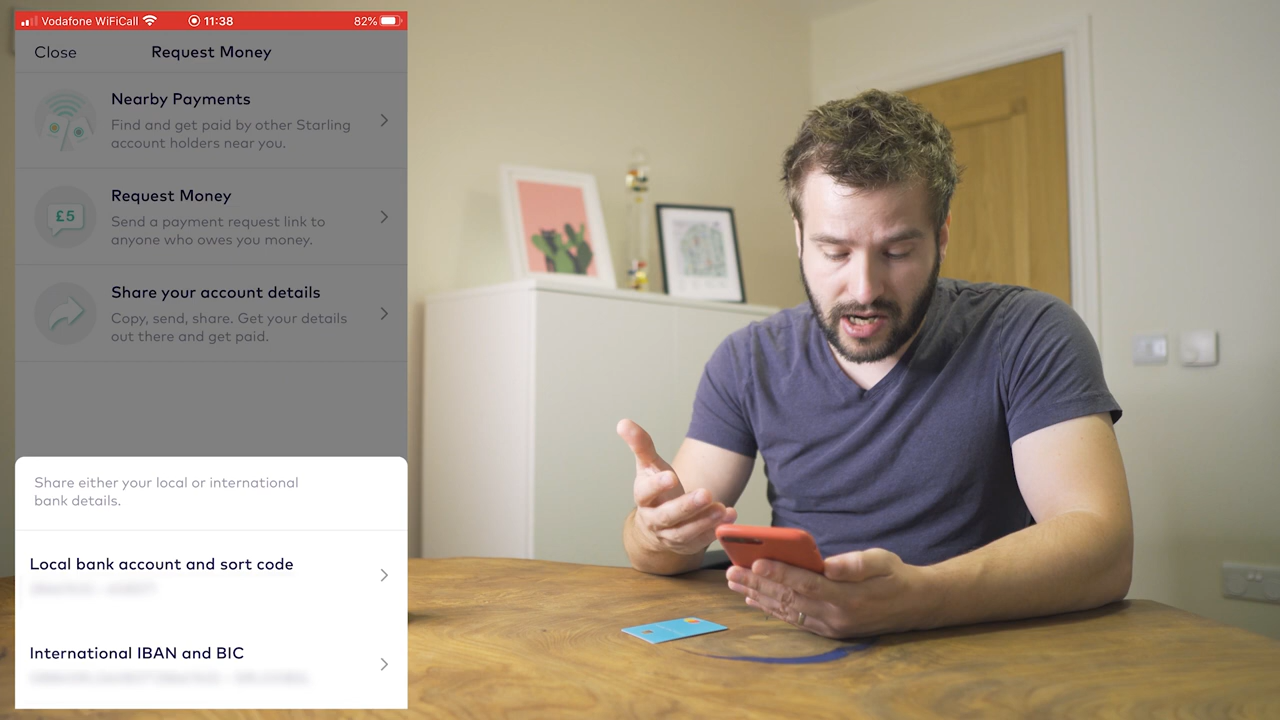 Vodafone WiFiCall 11:38 82%
Close Request Money
Nearby Payments
Find and get paid by other Starling
account holders near you.
£5
Request Money
Send a payment request link to
anyone who owes you money.
Share your account details
Copy, send, share. Get your details
out there and get paid.
Share either your local or international
bank details.
Local bank account and sort code
International IBAN and BIC